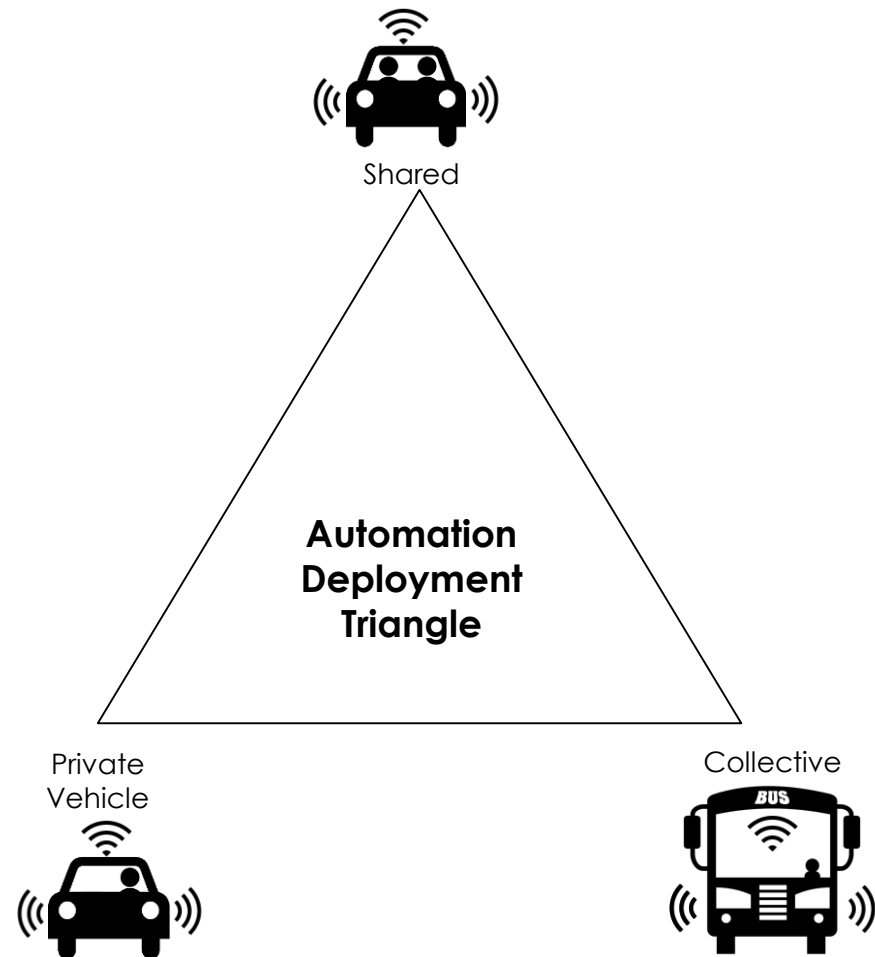 Shared
Automation
Deployment
Triangle
Private
Vehicle
Collective
BUS